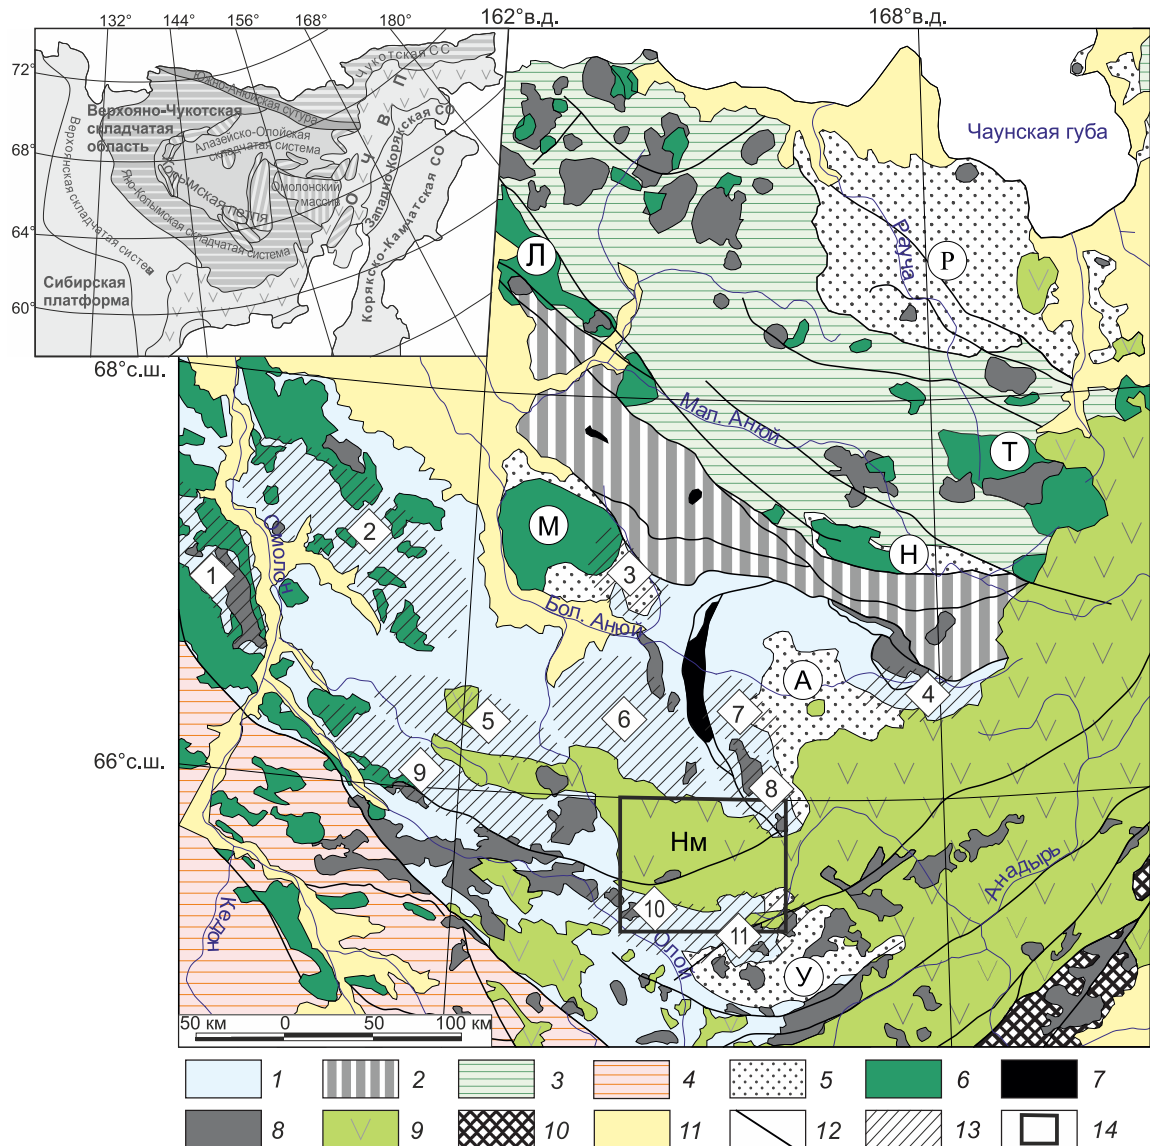 162°в.д.
168°в.д.
132°
144°
156°
168°
180°
72°
68°
64°
60°
Чукотская СС
Южно-Анюйская сутура
Верхояно-Чукотская
складчатая
область
Алазейско-Олойская
складчатая система
Верхоянская складчатая система
Колымская петля
Омолонский
массив
Яно-Колымская складчатая система
ОЧВП
Западно-Корякская СС
Корякско-Камчатская СО
Сибирская
платформа
Чаунская губа
Раучa
Р
Л
68°с.ш.
Мал. Анюй
Т
М
Н
Омолон
2
1
3
Бол. Анюй
А
4
5
6
7
66°с.ш.
9
8
Нм
Анадырь
Кедон
10
11
Олой
У
50 км
0
50
100 км
1
2
3
4
5
6
7
8
9
10
11
12
13
14